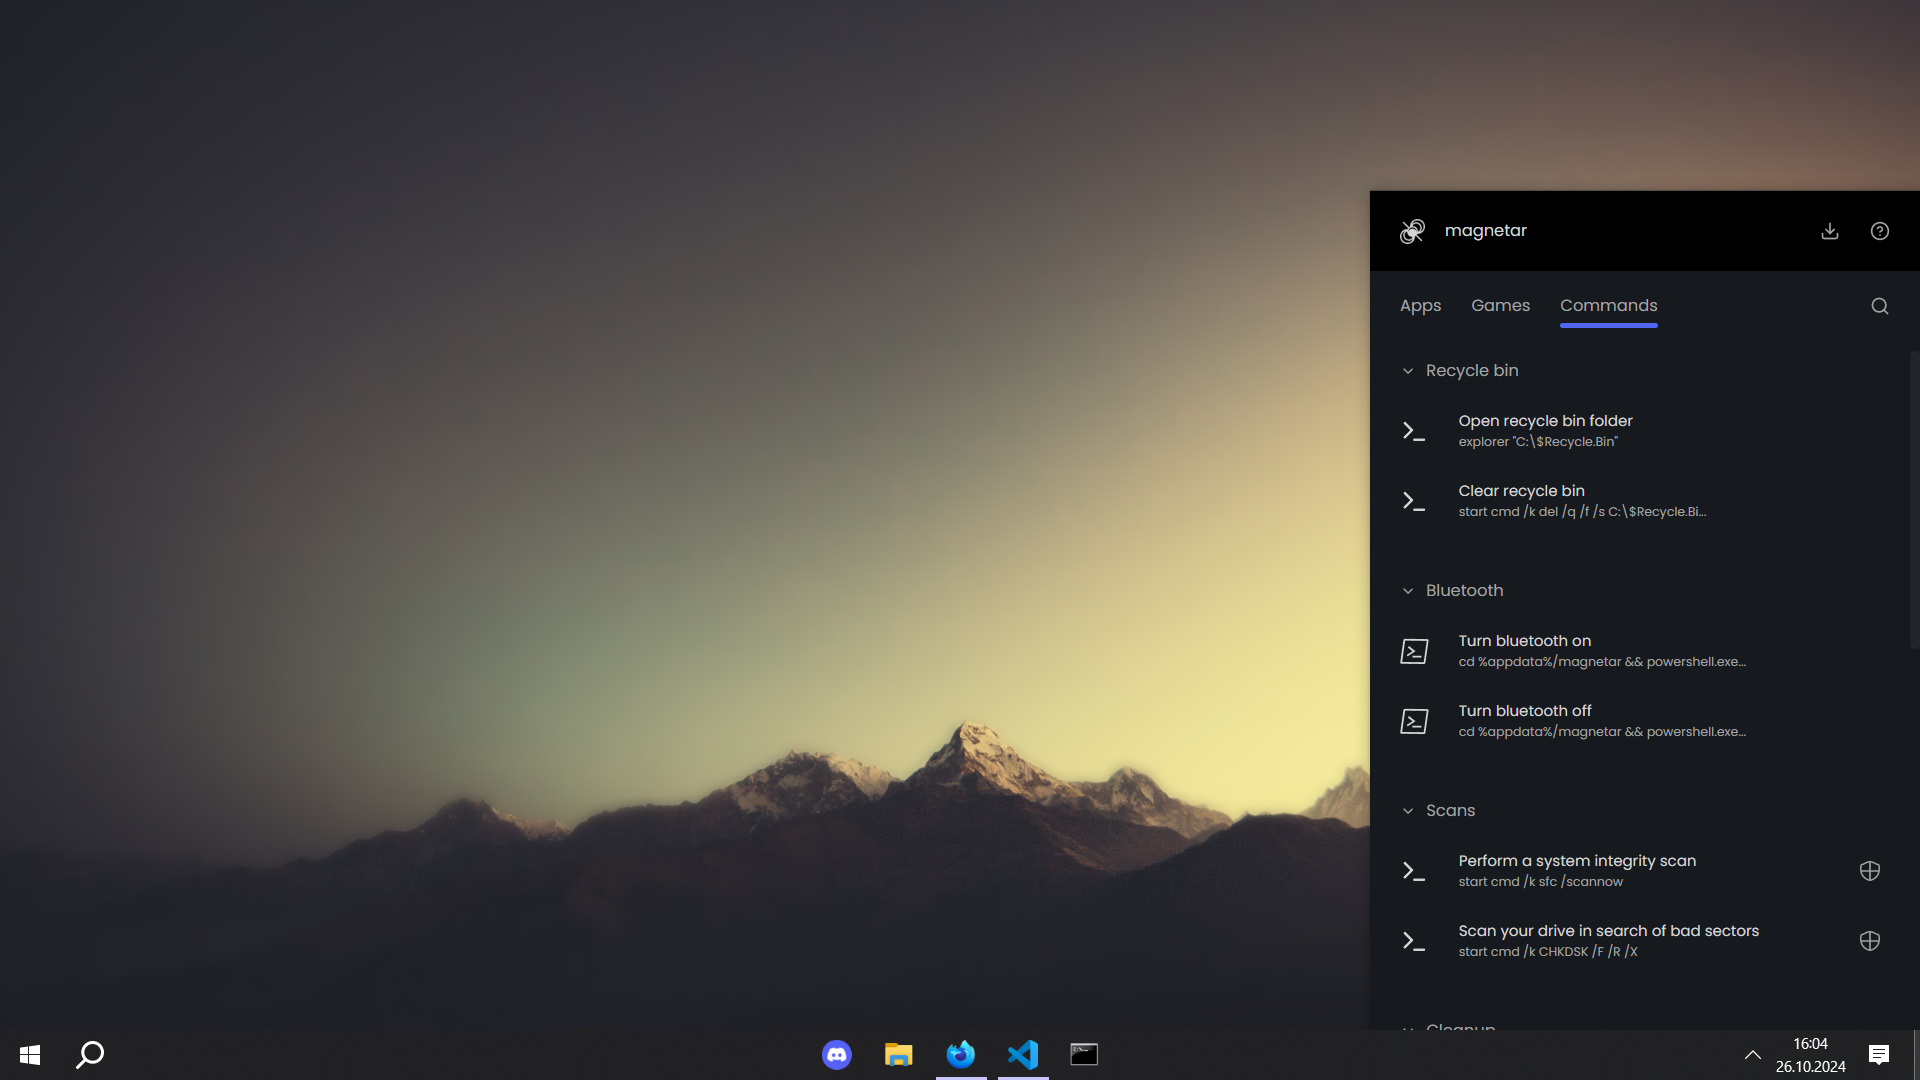 magnetar
Apps Games Commands
Recycle bin
Open recycle bin folder
explorer "C:\$Recycle.Bin"
Clear recycle bin
start cmd /k del /q /f /s C:\$Recycle.Bi...
Bluetooth
Turn bluetooth on
cd %appdata%/magnetar && powershell.exe...
Turn bluetooth off
cd %appdata%/magnetar && powershell.exe...
Scans
Perform a system integrity scan
start cmd /k sfc /scannow
Scan your drive in search of bad sectors
start cmd /k CHKDSK /F /R /X
Cleanup
16:04
26.10.2024